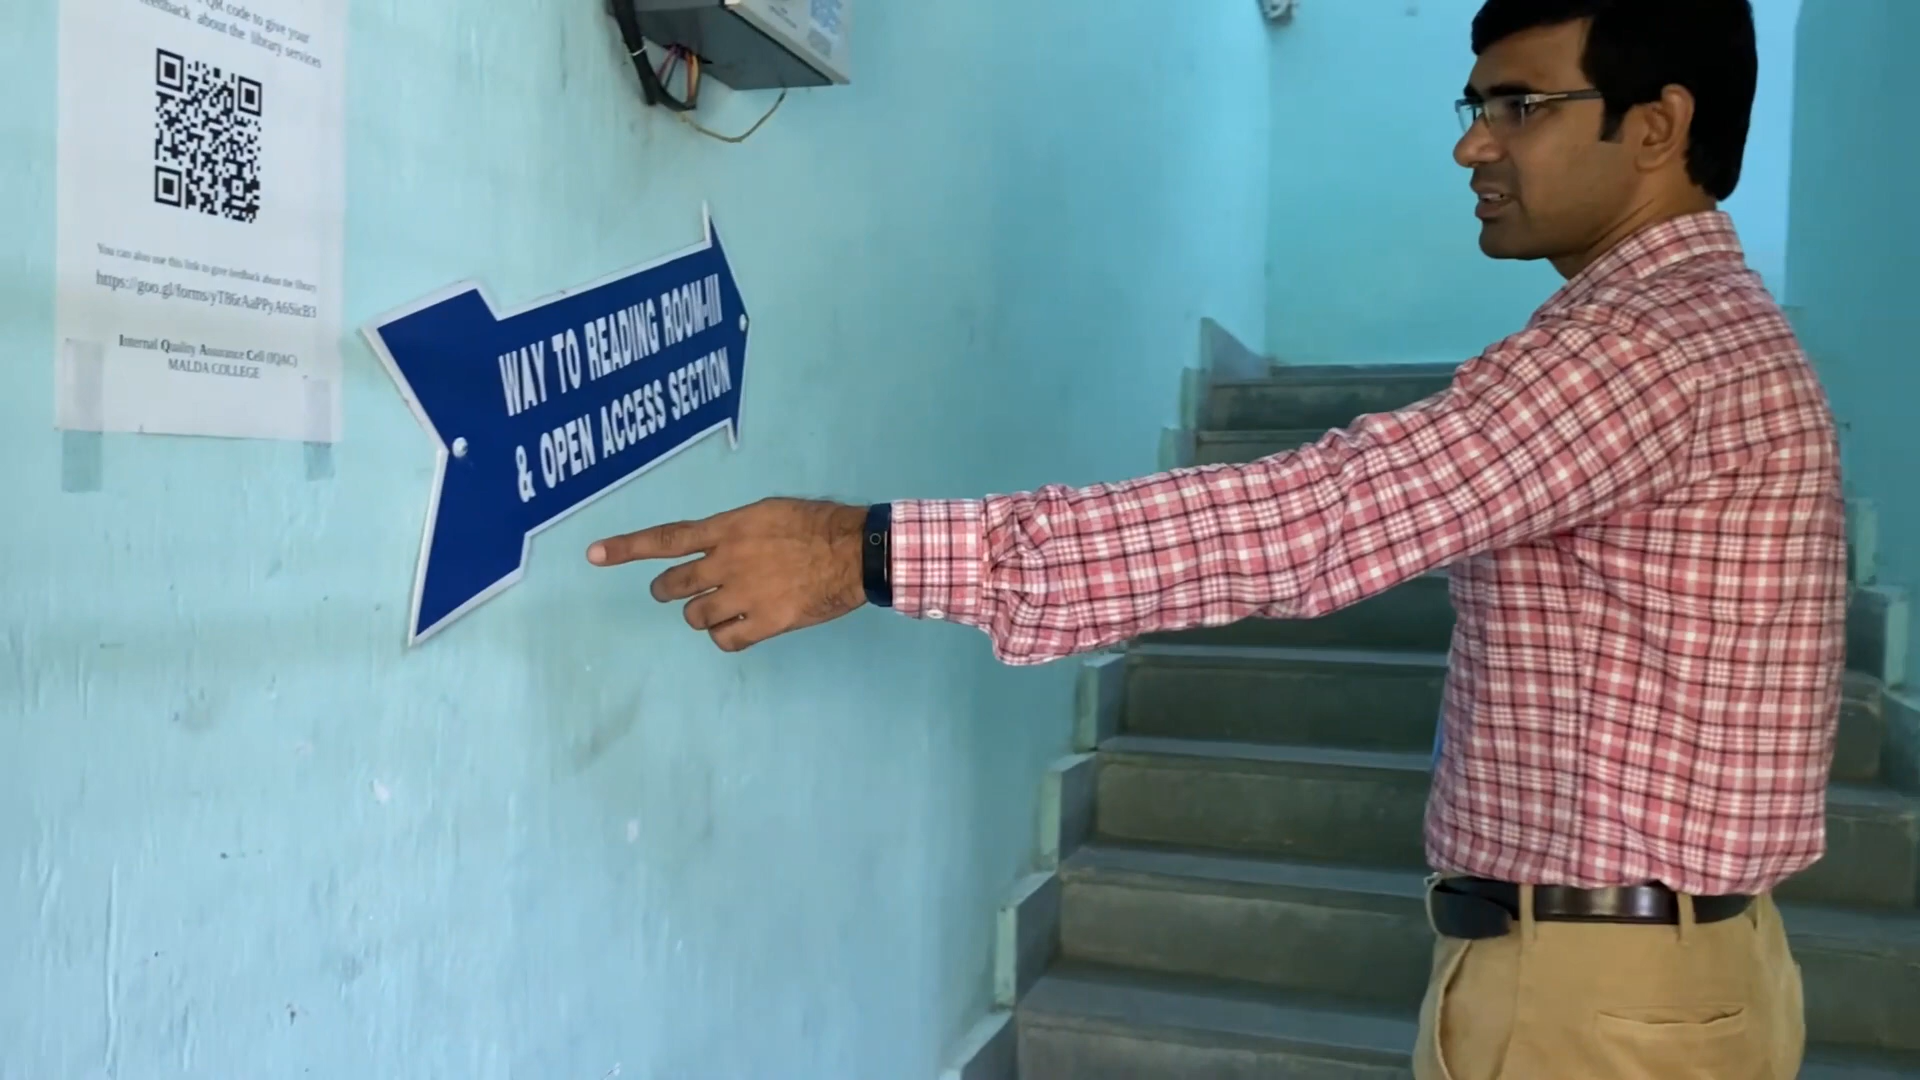 QR code to give your
feedback about the library services
You can also use this link to give feedback about the library
https://goo.gl/forms/yT86rAaPPyA6SicB3
Internal Quality Assurance Cell (IQAC)
MALDA COLLEGE
WAY TO READING ROOM-III
& OPEN ACCESS SECTION